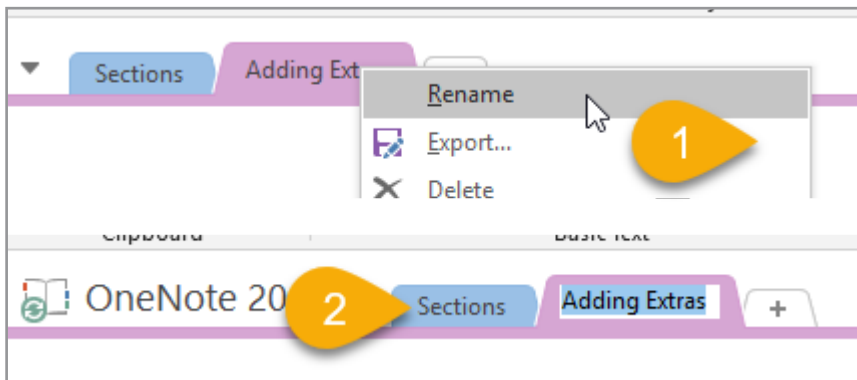 Sections Adding Ext
Rename
Export...
1
Delete
Clipboard Basic Text
OneNote 20
2
Sections
Adding Extras
+